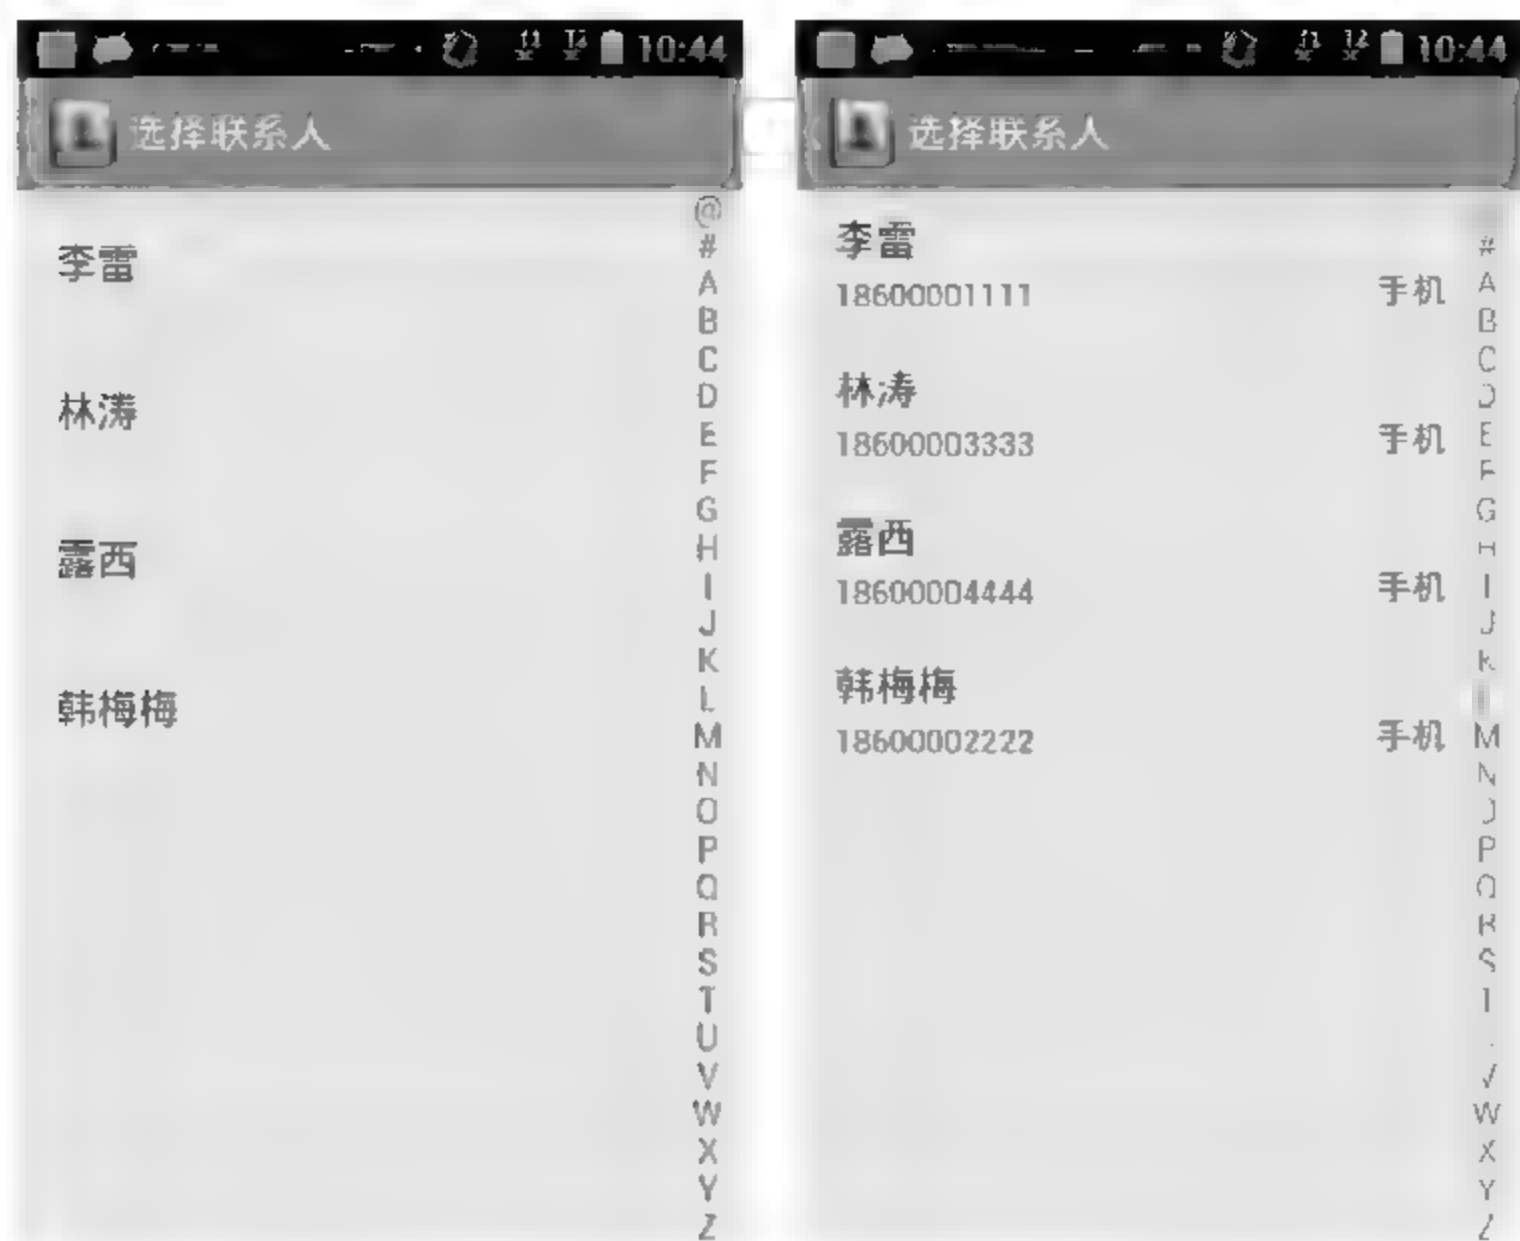 10:44
选择联系人
李雷
林涛
露西
韩梅梅
@
#
A
B
C
D
E
F
G
H
I
J
K
L
M
N
O
P
Q
R
S
T
U
V
W
X
Y
Z
10:44
选择联系人
李雷
18600001111 手机
林涛
18600003333 手机
露西
18600004444 手机
韩梅梅
18600002222 手机
#
A
B
C
D
E
F
G
H
I
J
K
M
N
O
P
Q
R
S
T
V
W
X
Y
Z